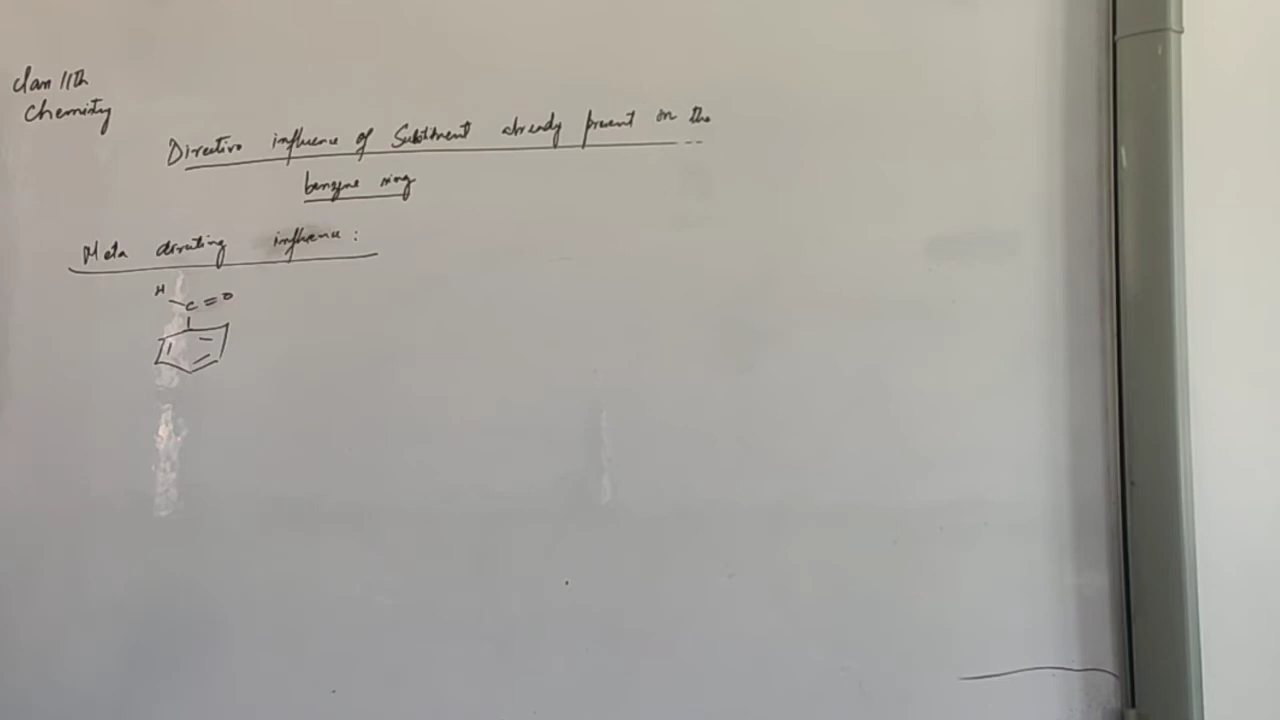 Class 11th
Chemistry
Directive influence of Substituent already present on the
benzene ring
Meta directing influence :
H
C = O